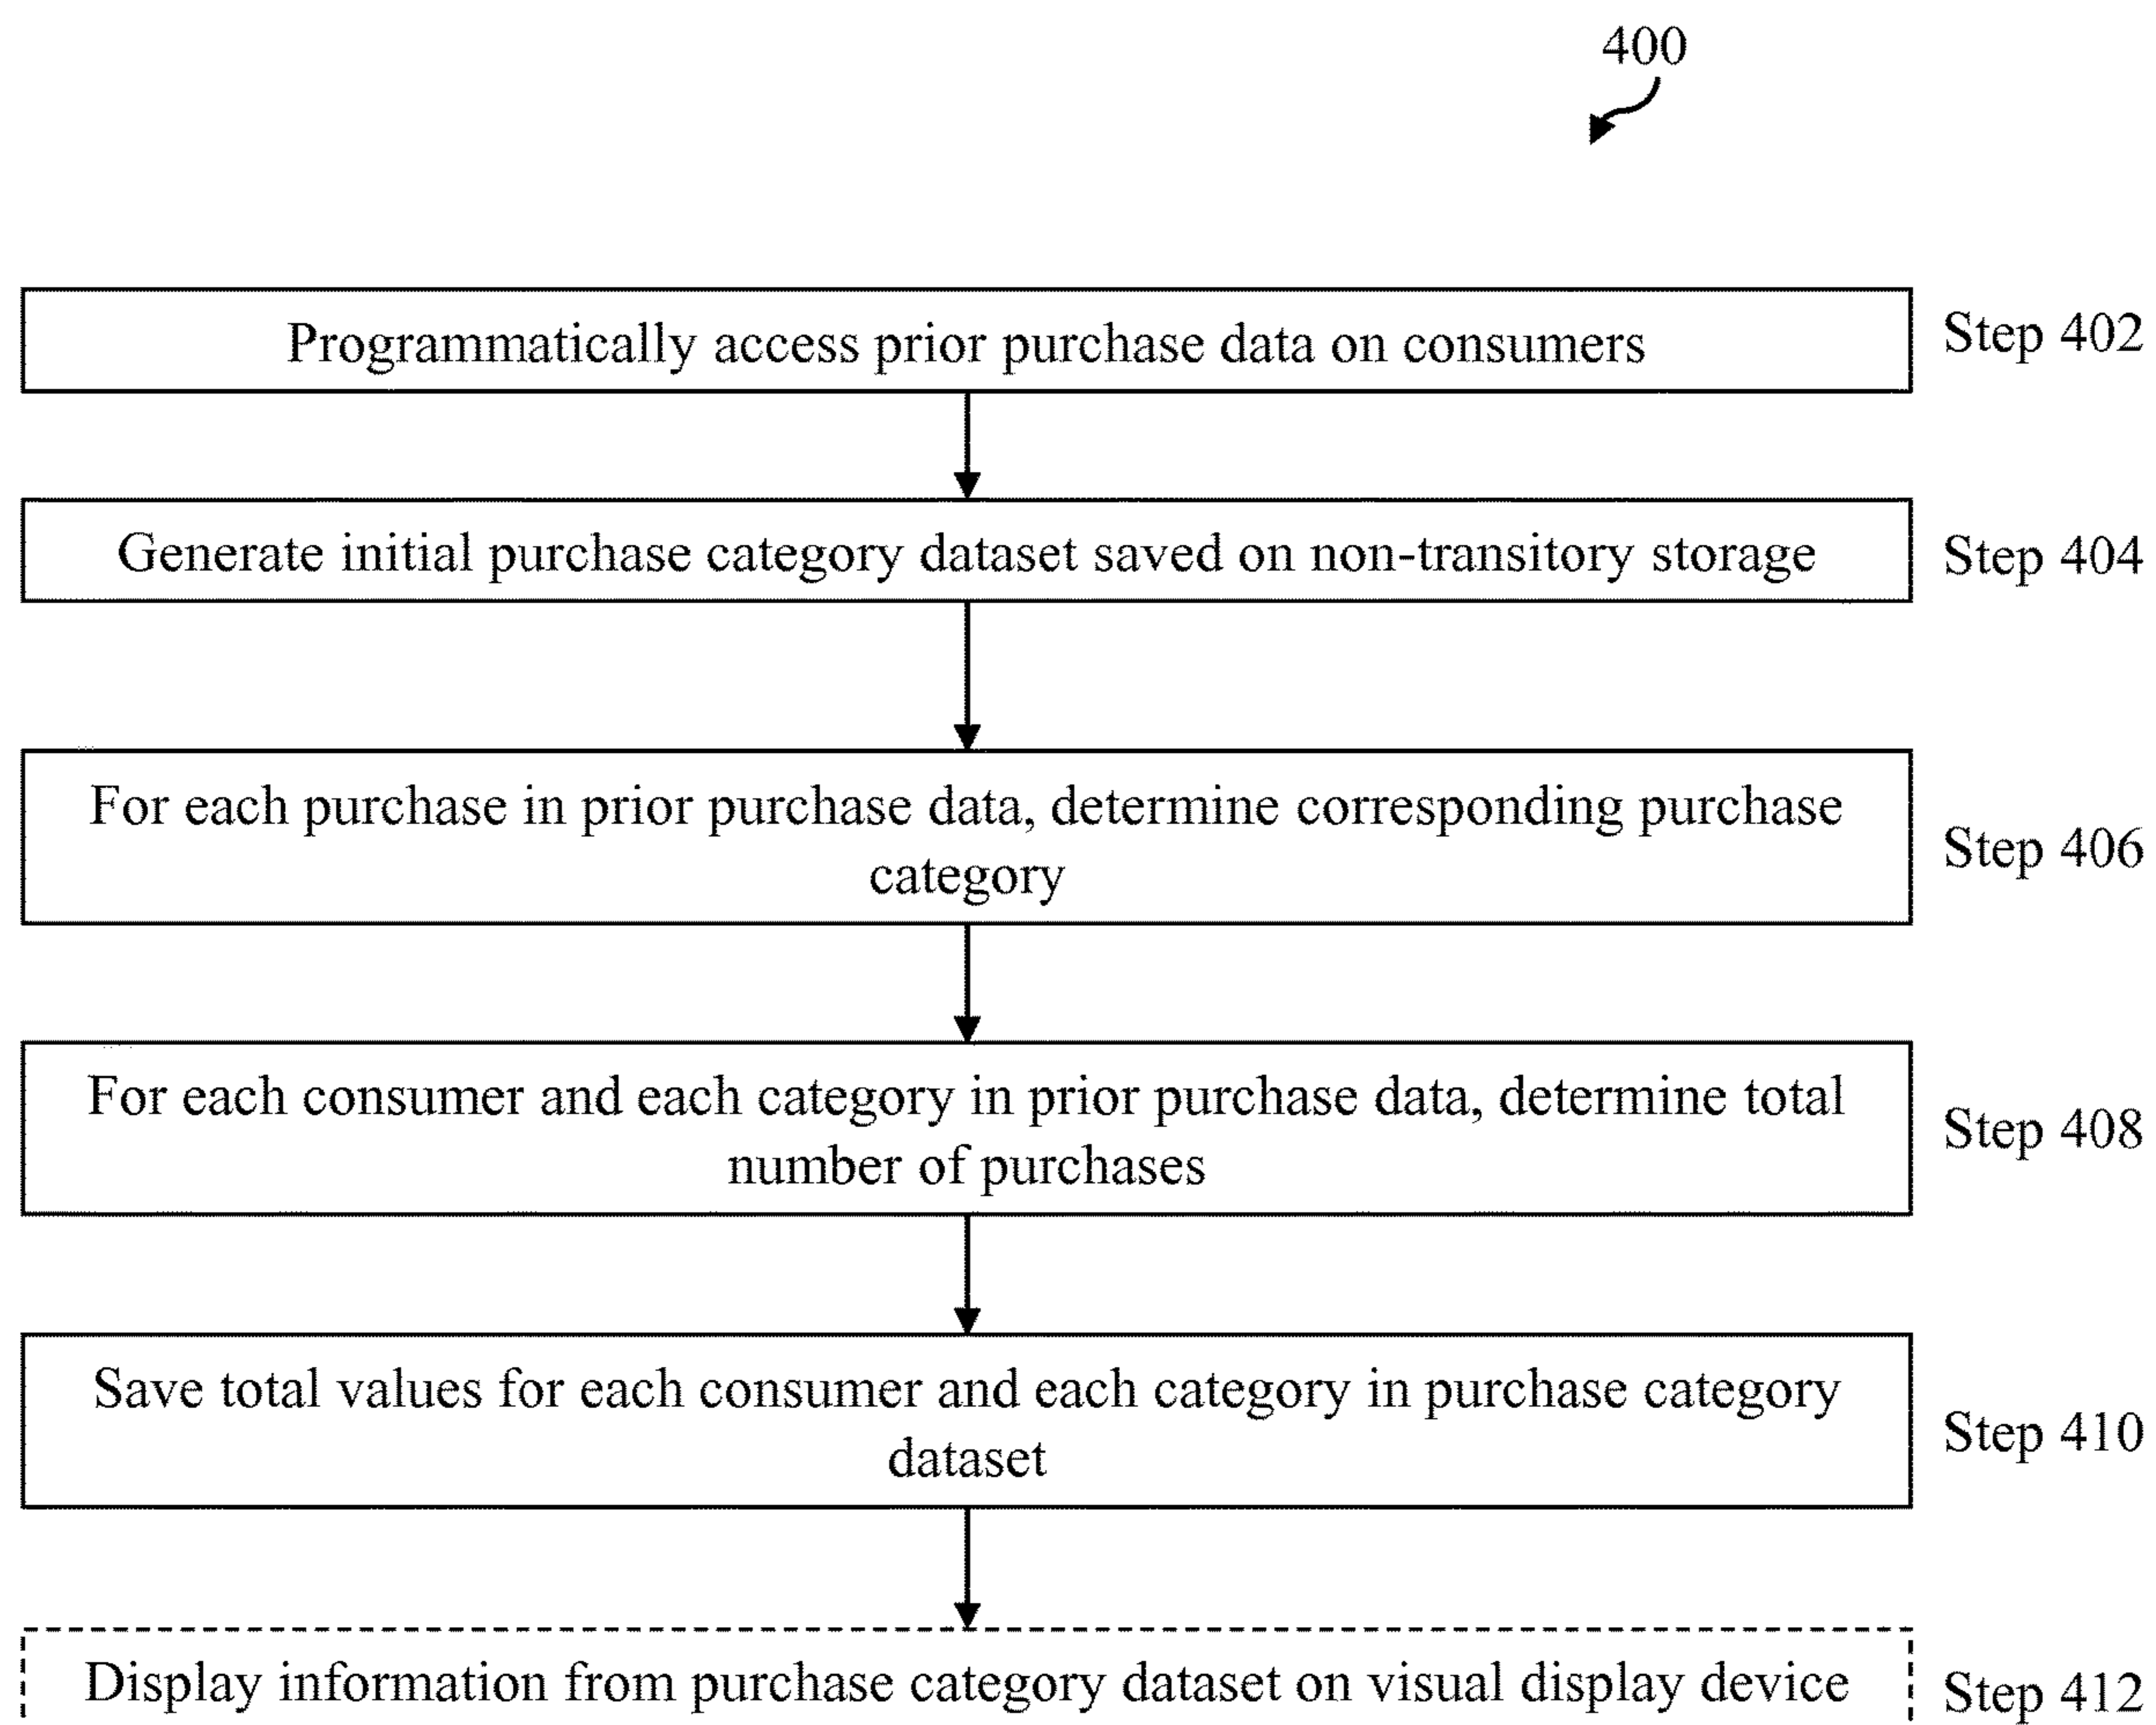 400
Programmatically access prior purchase data on consumers
Step 402
Generate initial purchase category dataset saved on non-transitory storage
Step 404
For each purchase in prior purchase data, determine corresponding purchase
category
Step 406
For each consumer and each category in prior purchase data, determine total
number of purchases
Step 408
Save total values for each consumer and each category in purchase category
dataset
Step 410
Display information from purchase category dataset on visual display device
Step 412